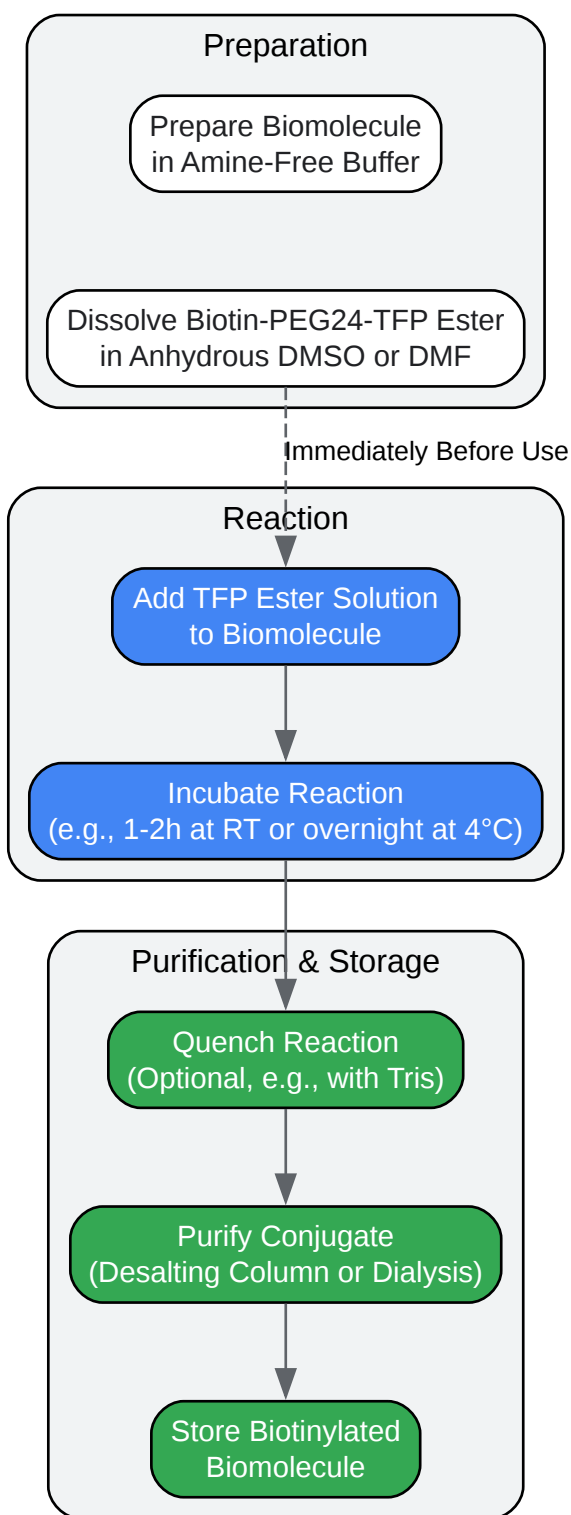 Preparation
Prepare Biomolecule
in Amine-Free Buffer
Dissolve Biotin-PEG24-TFP Ester
in Anhydrous DMSO or DMF
Immediately Before Use
Reaction
Add TFP Ester Solution
to Biomolecule
Incubate Reaction
(e.g., 1-2h at RT or overnight at 4°C)
Purification & Storage
Quench Reaction
(Optional, e.g., with Tris)
Purify Conjugate
(Desalting Column or Dialysis)
Store Biotinylated
Biomolecule